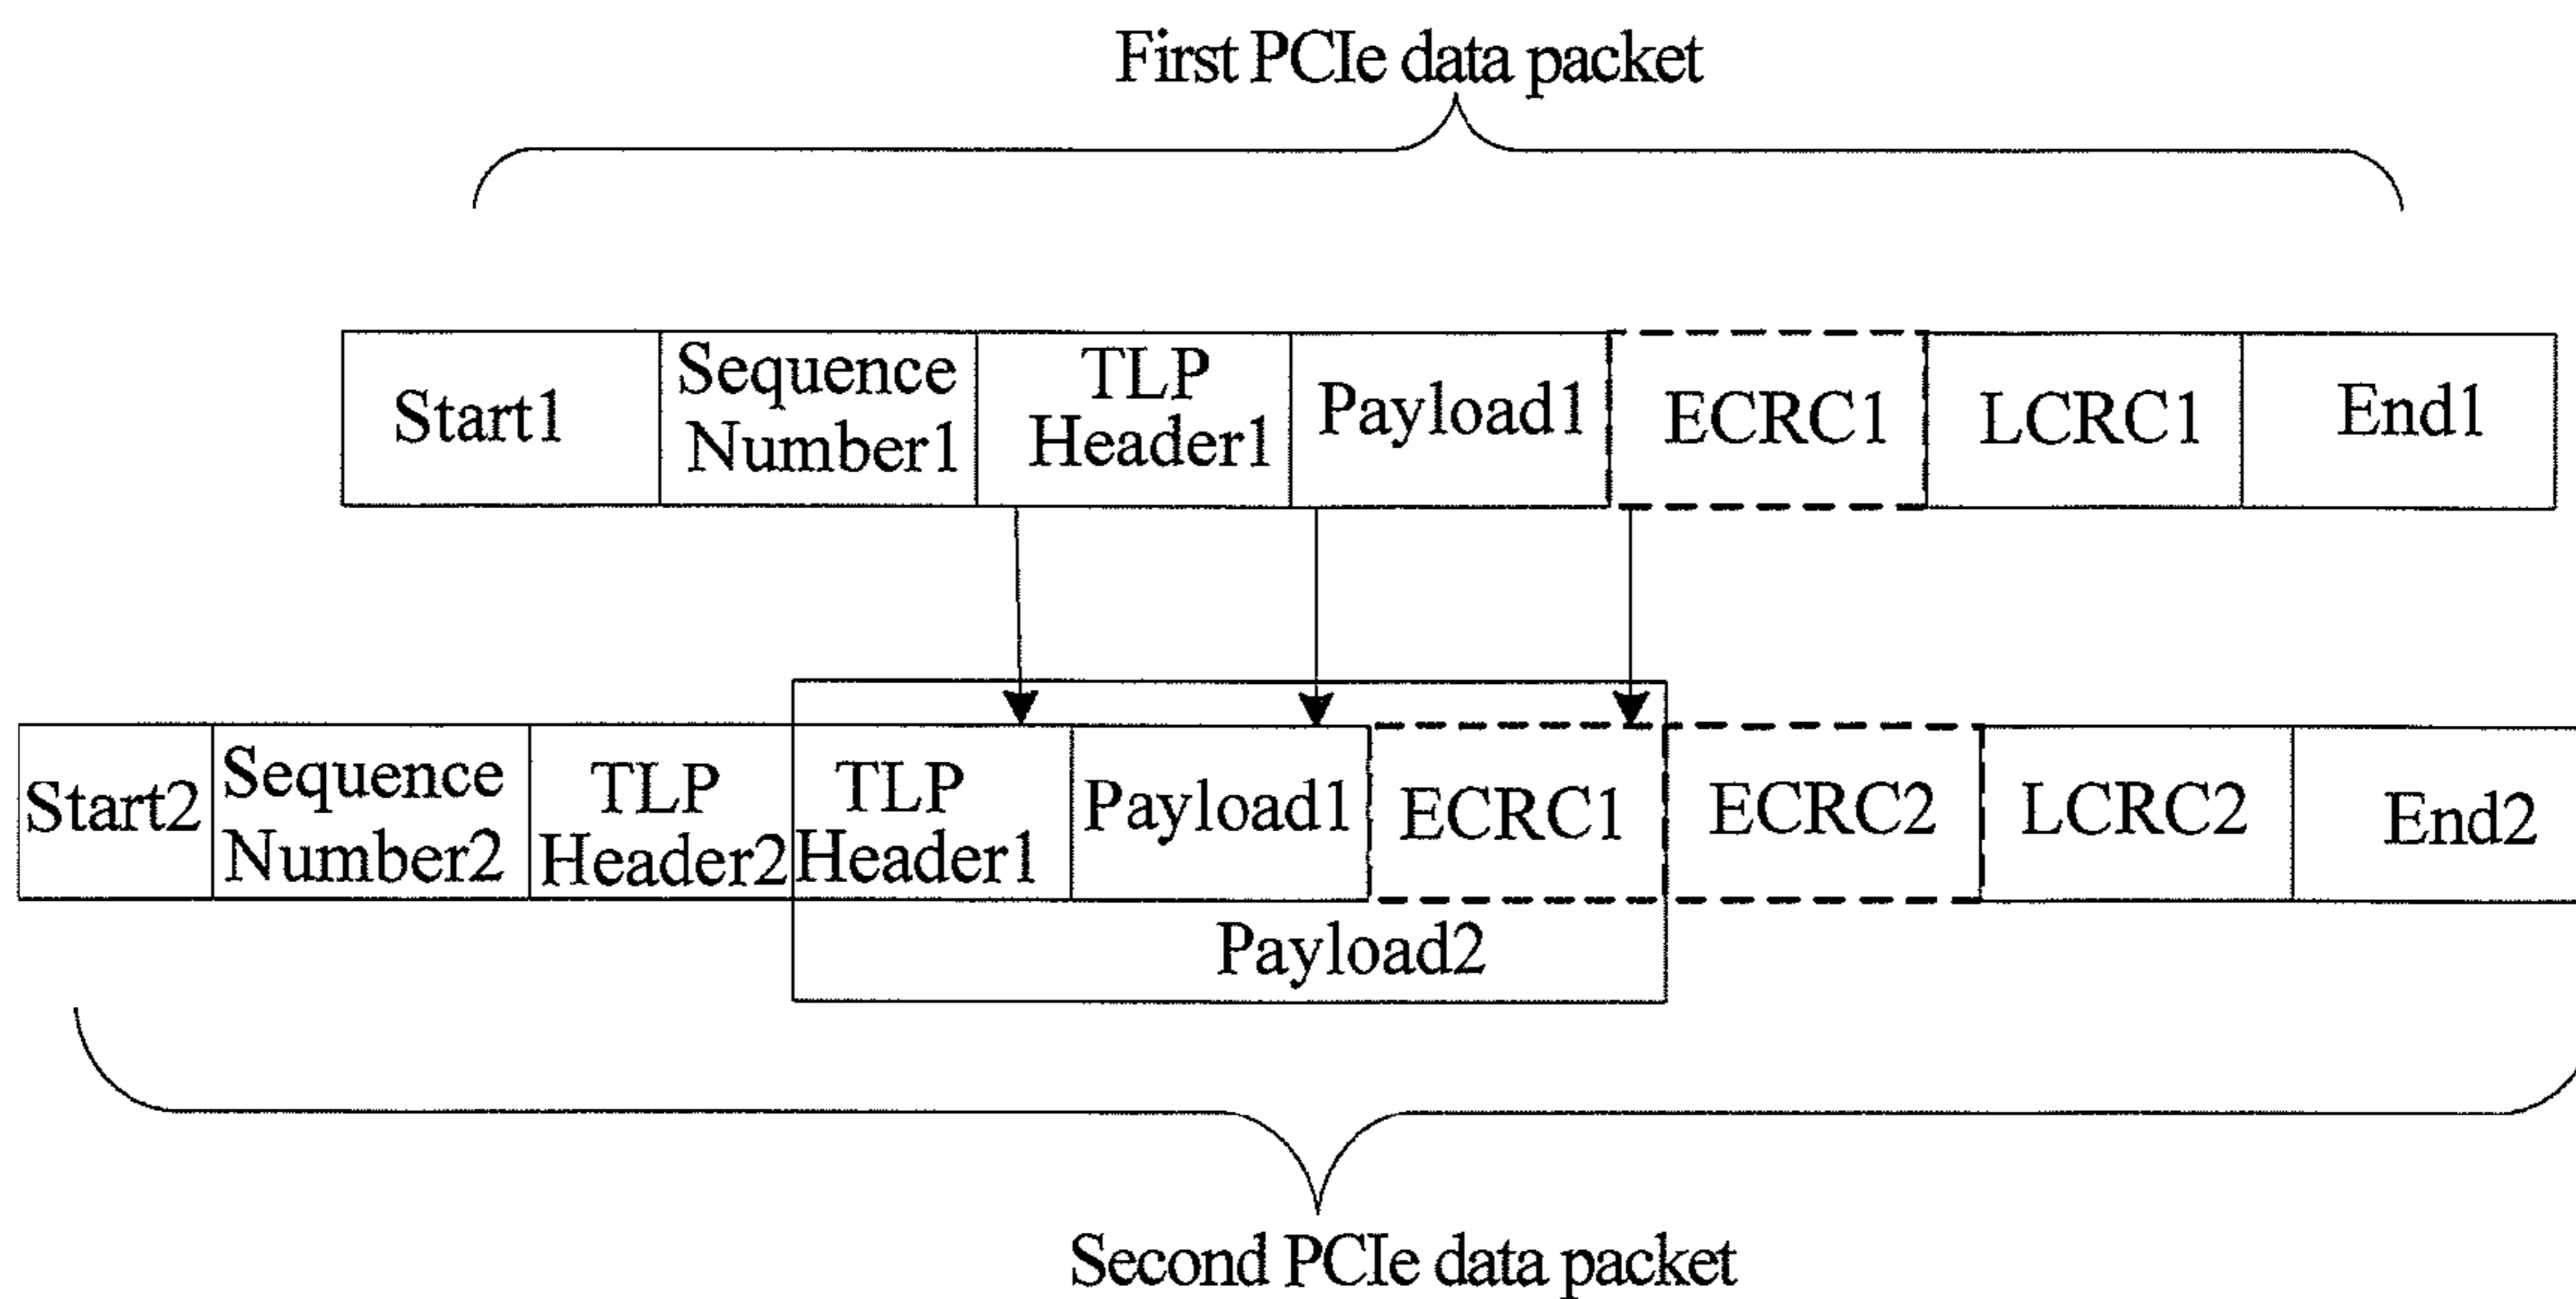 First PCIe data packet
Start1
Sequence
Number1
TLP
Header1
Payload1
ECRC1
LCRC1
End1
Start2
Sequence
Number2
TLP
Header2
TLP
Header1
Payload1
ECRC1
ECRC2
LCRC2
End2
Payload2
Second PCIe data packet